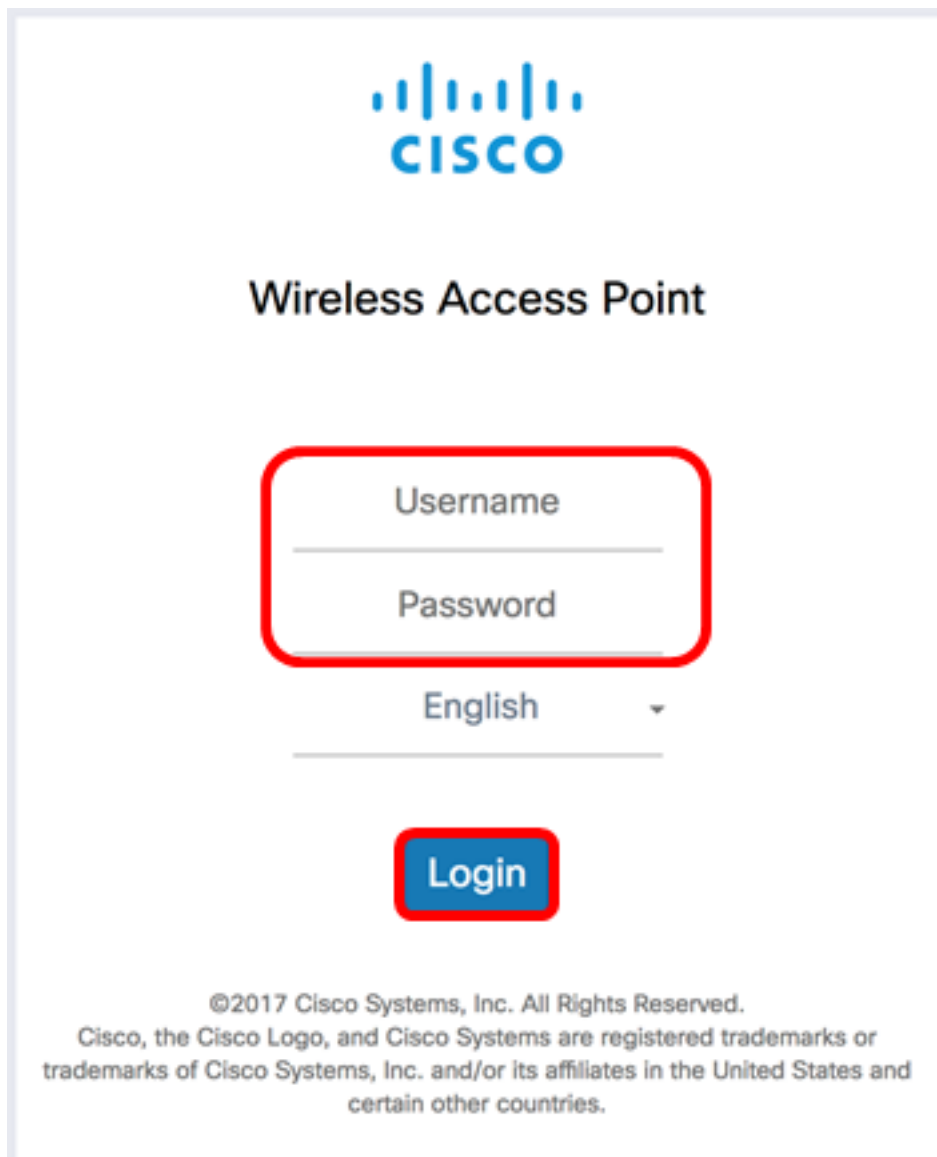 CISCO
Wireless Access Point
Username
Password
English
Login
©2017 Cisco Systems, Inc. All Rights Reserved.
Cisco, the Cisco Logo, and Cisco Systems are registered trademarks or
trademarks of Cisco Systems, Inc. and/or its affiliates in the United States and
certain other countries.